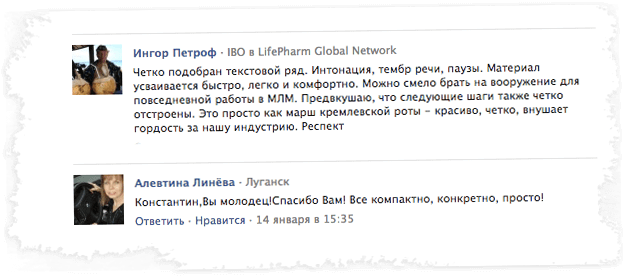 Ингор Петроф · IBO в LifePharm Global Network
Четко подобран текстовой ряд. Интонация, тембр речи, паузы. Материал
усваивается быстро, легко и комфортно. Можно смело брать на вооружение для
повседневной работы в МЛМ. Предвкушаю, что следующие шаги также четко
отстроены. Это просто как марш кремлевской роты - красиво, четко, внушает
гордость за нашу индустрию. Респект
Алевтина Линёва · Луганск
Константин,Вы молодец!Спасибо Вам! Все компактно, конкретно, просто!
Ответить · Нравится · 14 января в 15:35